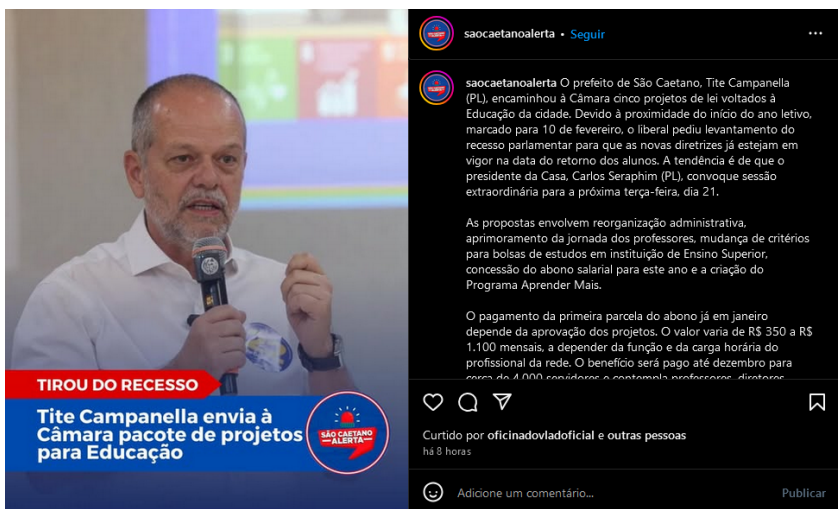 TIROU DO RECESSO
Tite Campanella envia à
Câmara pacote de projetos
para Educação
SÃO CAETANO
ALERTA
saocaetanoalerta • Seguir
saocaetanoalerta O prefeito de São Caetano, Tite Campanella
(PL), encaminhou à Câmara cinco projetos de lei voltados à
Educação da cidade. Devido à proximidade do início do ano letivo,
marcado para 10 de fevereiro, o liberal pediu levantamento do
recesso parlamentar para que as novas diretrizes já estejam em
vigor na data do retorno dos alunos. A tendência é de que o
presidente da Casa, Carlos Seraphim (PL), convoque sessão
extraordinária para a próxima terça-feira, dia 21.
As propostas envolvem reorganização administrativa,
aprimoramento da jornada dos professores, mudança de critérios
para bolsas de estudos em instituição de Ensino Superior,
concessão do abono salarial para este ano e a criação do
Programa Aprender Mais.
O pagamento da primeira parcela do abono já em janeiro
depende da aprovação dos projetos. O valor varia de R$ 350 a R$
1.100 mensais, a depender da função e da carga horária do
profissional da rede. O benefício será pago até dezembro para
cerca de 4.000 servidores e contempla professores, diretores
Curtido por oficinadovladoficial e outras pessoas
há 8 horas
Adicione um comentário...
Publicar